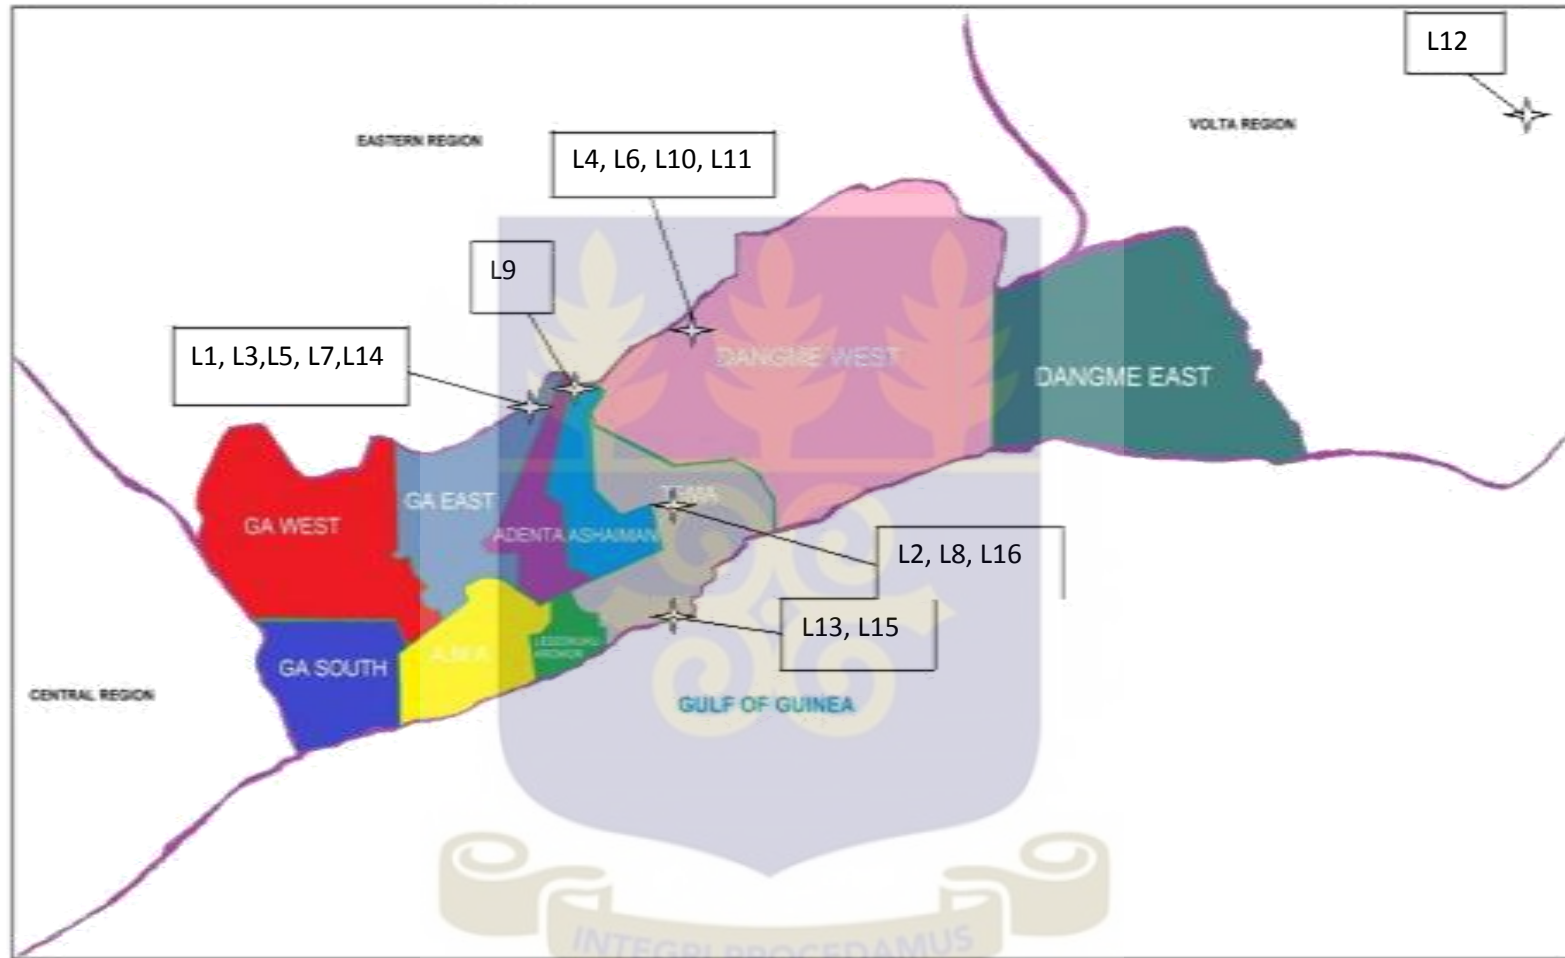 L12
VOLTA REGION
EASTERN REGION
L4, L6, L10, L11
L9
L1, L3,L5, L7,L14
DANGME WEST
DANGME EAST
TEMA
GA EAST
GA WEST
ADENTA
ASHAIMAN
L2, L8, L16
L13, L15
GA SOUTH
CENTRAL REGION
GULF OF GUINEA
INTEGRI PROCEDAMUS